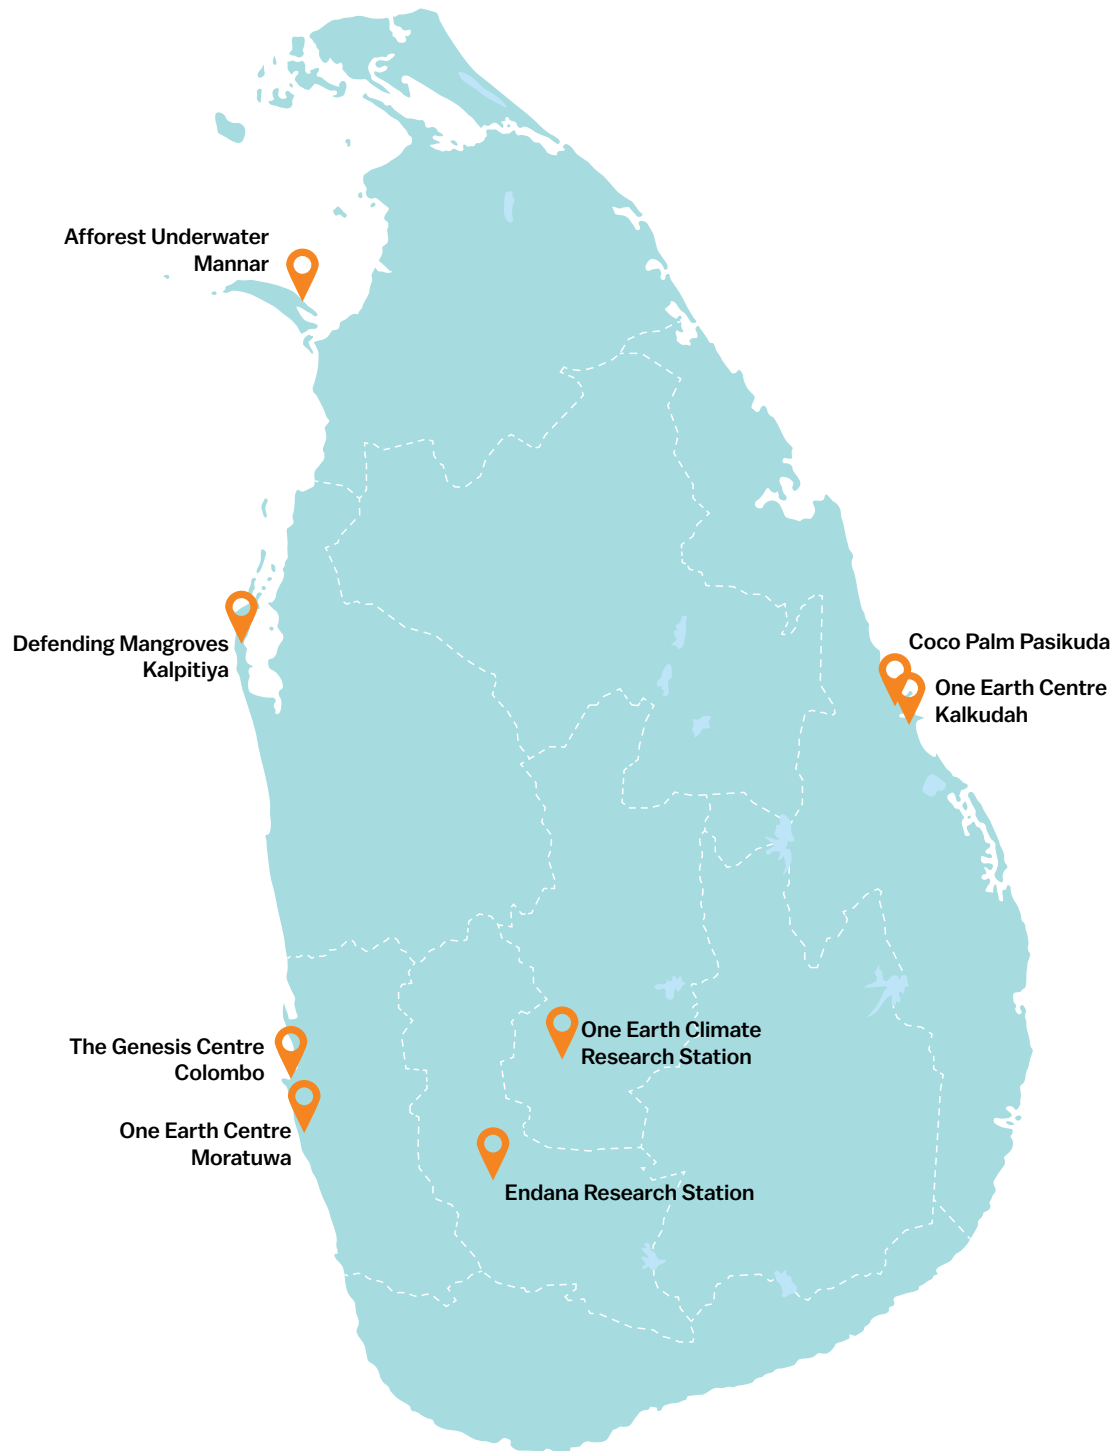 Afforest Underwater
Mannar
Defending Mangroves
Kalpitiya
Coco Palm Pasikuda
One Earth Centre
Kalkudah
The Genesis Centre
Colombo
One Earth Climate
Research Station
One Earth Centre
Moratuwa
Endana Research Station